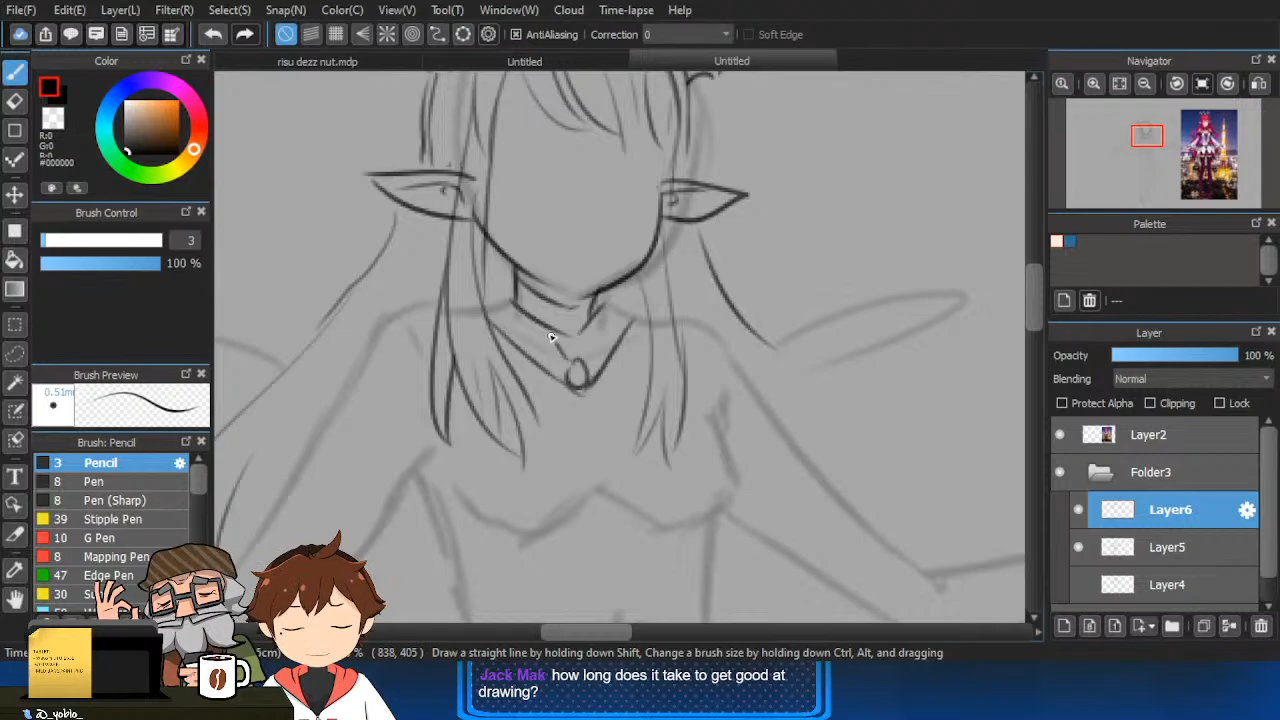 File(F) Edit(E) Layer(L) Filter(R) Select(S) Snap(N) Color(C) View(V) Tool(T) Window(W) Cloud Time-lapse Help
AntiAliasing Correction 0 Soft Edge
Color
risu dezz nut.mdp Untitled Untitled
Navigator
R:0
G:0
B:0
#000000
Brush Control
3
100 %
Palette
---
Layer
Opacity 100 %
Blending Normal
Protect Alpha Clipping Lock
Brush Preview
0.51m
Layer2
Brush: Pencil
3 Pencil
8 Pen
8 Pen (Sharp)
39 Stipple Pen
10 G Pen
8 Mapping Pen
47 Edge Pen
30 Su
Folder3
Layer6
Layer5
Layer4
% ( 838, 405 ) Draw a straight line by holding down Shift, Change a brush size by holding down Ctrl, Alt, and dragging
Jack Mak how long does it take to get good at
drawing?
@_yoblo_